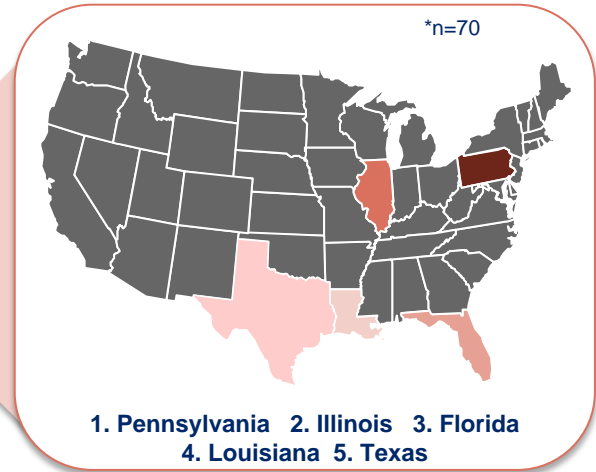 *n=70
1. Pennsylvania 2. Illinois 3. Florida
4. Louisiana 5. Texas